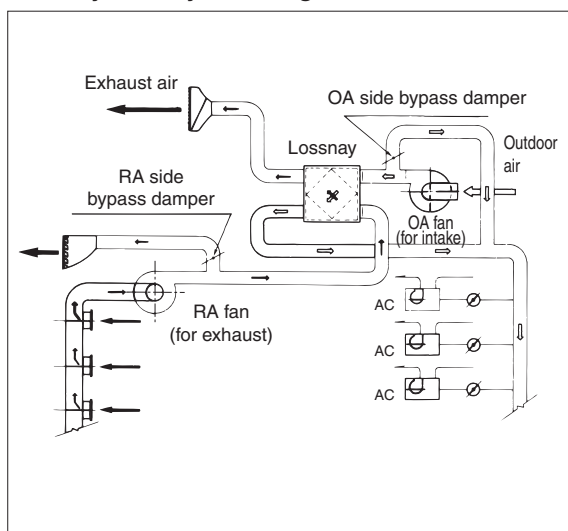 Exhaust air
OA side bypass damper
Lossnay
Outdoor
air
RA side
bypass damper
OA fan
(for intake)
RA fan
(for exhaust)
AC
AC
AC